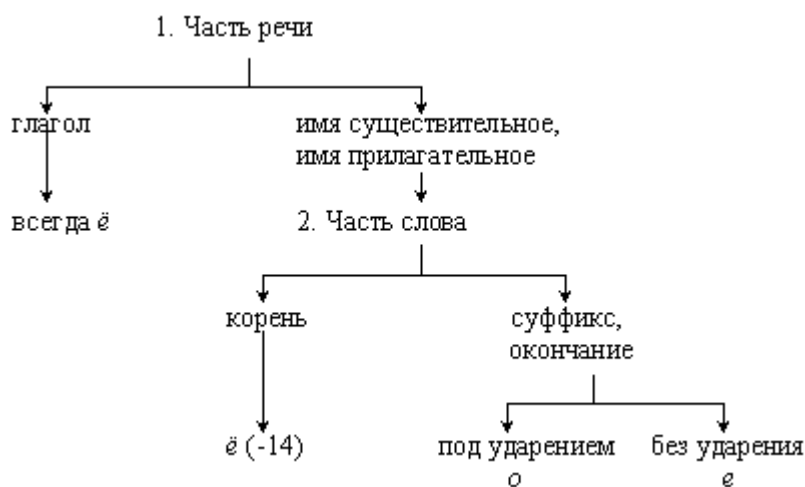 1. Часть речи
глагол
имя существительное,
имя прилагательное
всегда ё
2. Часть слова
корень
суффикс,
окончание
ё (-14)
под ударением
о
без ударения
е